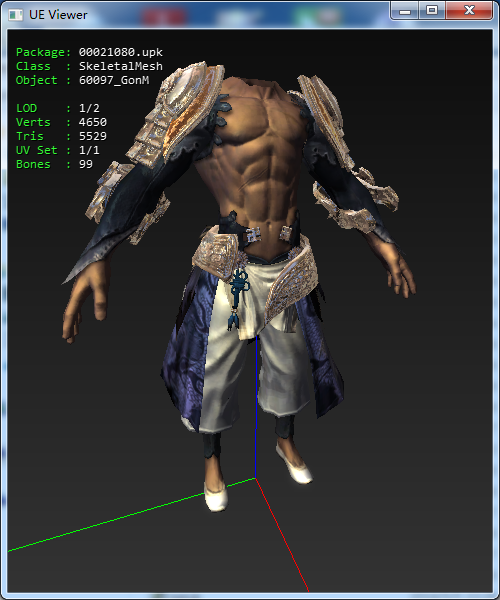 UE Viewer
Package: 00021080.upk
Class : SkeletalMesh
Object : 60097_GonM
LOD : 1/2
Verts : 4650
Tris : 5529
UV Set : 1/1
Bones : 99